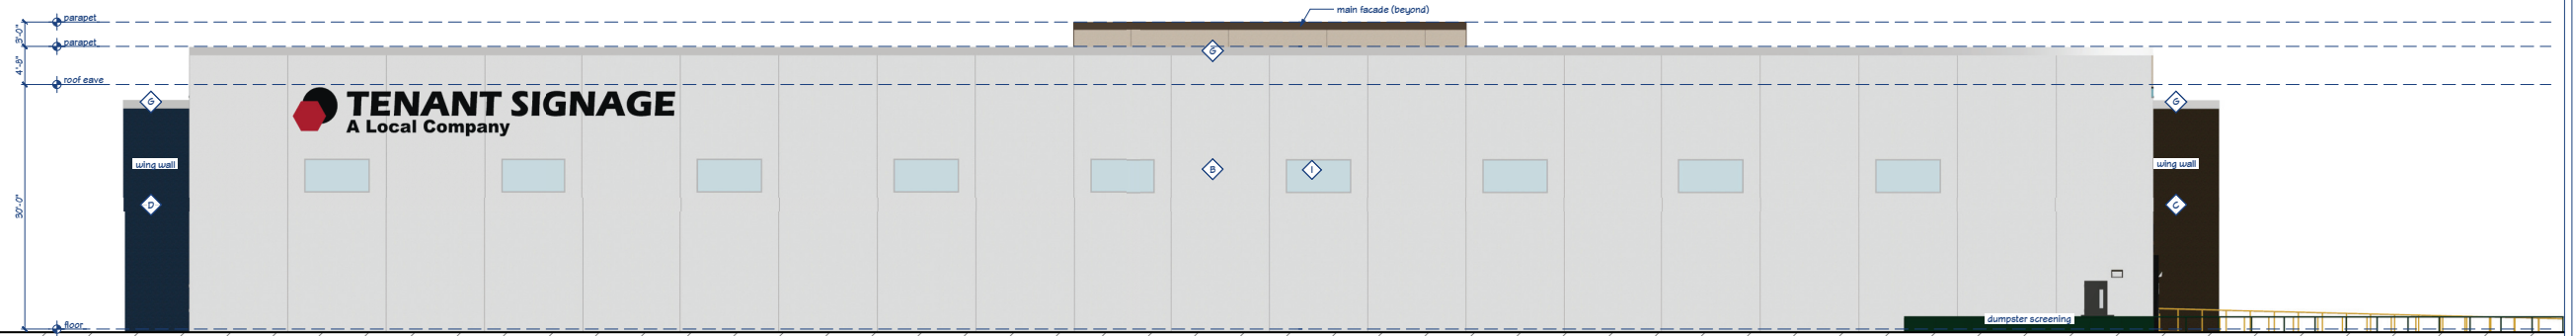 main facade (beyond)
parapet
3'-0"
parapet
4'-8"
roof eave
30'-0"
floor
G
G
G
TENANT SIGNAGE
A Local Company
wing wall
wing wall
B
I
D
C
dumpster screening